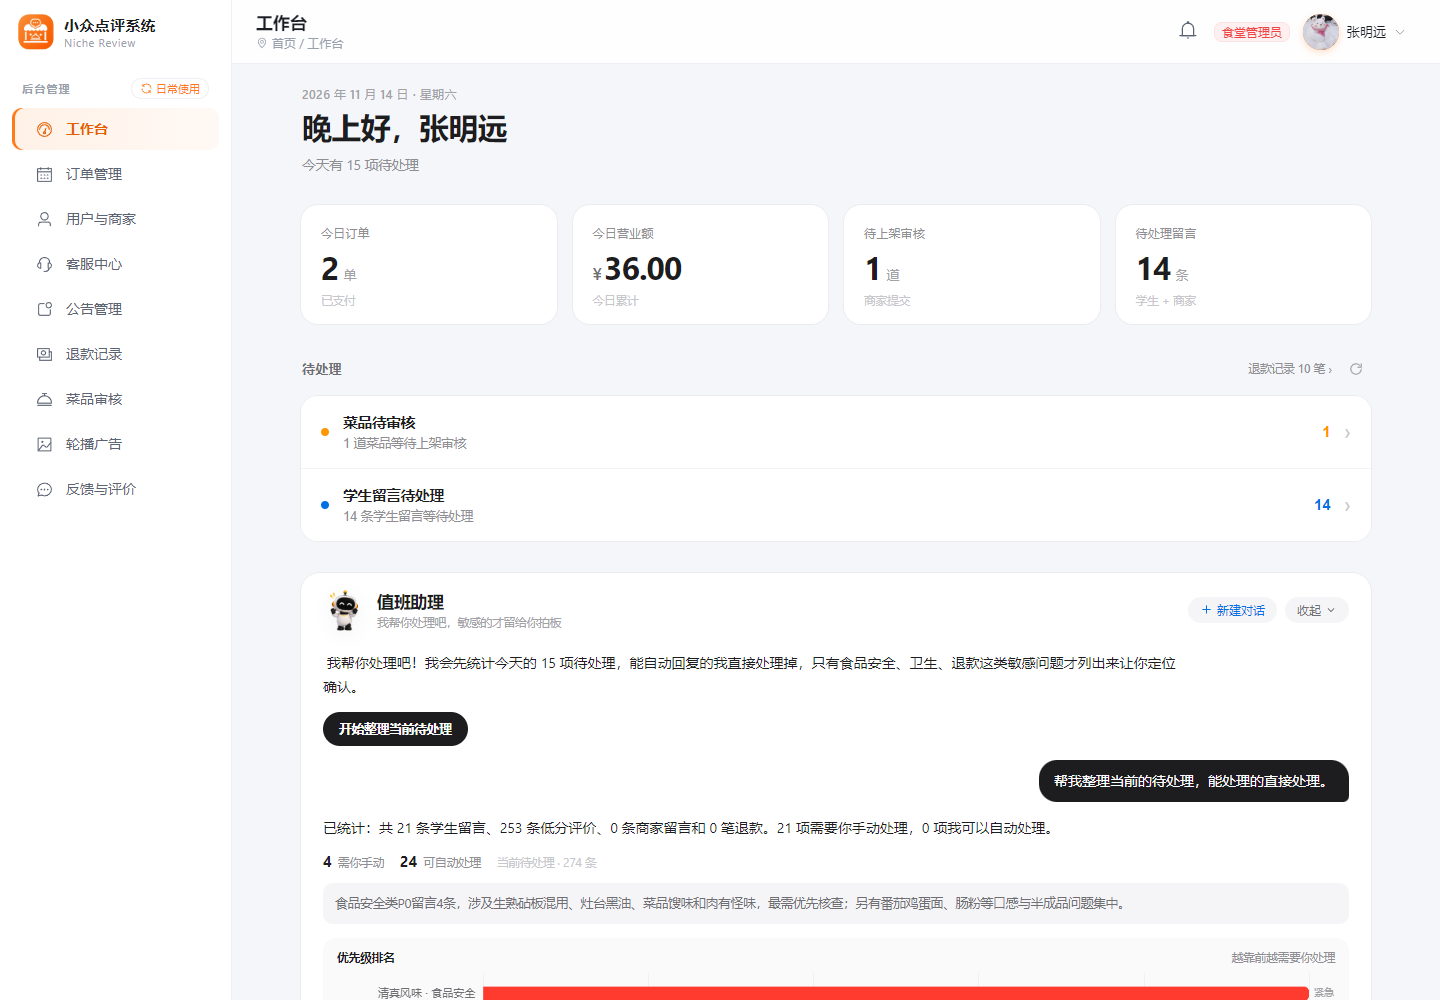 小众点评系统
Niche Review
后台管理
日常使用
工作台
订单管理
用户与商家
客服中心
公告管理
退款记录
菜品审核
轮播广告
反馈与评价
工作台
首页 / 工作台
食堂管理员
张明远
2026 年 11 月 14 日 · 星期六
晚上好，张明远
今天有 15 项待处理
今日订单
2 单
已支付
今日营业额
¥36.00
今日累计
待上架审核
1 道
商家提交
待处理留言
14 条
学生 + 商家
待处理
退款记录 10 笔 ›
菜品待审核
1 道菜品等待上架审核
1
学生留言待处理
14 条学生留言等待处理
14
值班助理
我帮你处理吧，敏感的才留给你拍板
+ 新建对话
收起
我帮你处理吧！我会先统计今天的 15 项待处理，能自动回复的我直接处理掉，只有食品安全、卫生、退款这类敏感问题才列出来让你定位
确认。
开始整理当前待处理
帮我整理当前的待处理，能处理的直接处理。
已统计：共 21 条学生留言、253 条低分评价、0 条商家留言和 0 笔退款。21 项需要你手动处理，0 项我可以自动处理。
4 需你手动 24 可自动处理 当前待处理 · 274 条
食品安全类P0留言4条，涉及生熟砧板混用、灶台黑油、菜品馊味和肉有怪味，最需优先核查；另有番茄鸡蛋面、肠粉等口感与半成品问题集中。
优先级排名
越靠前越需要你处理
清真风味 · 食品安全
紧急